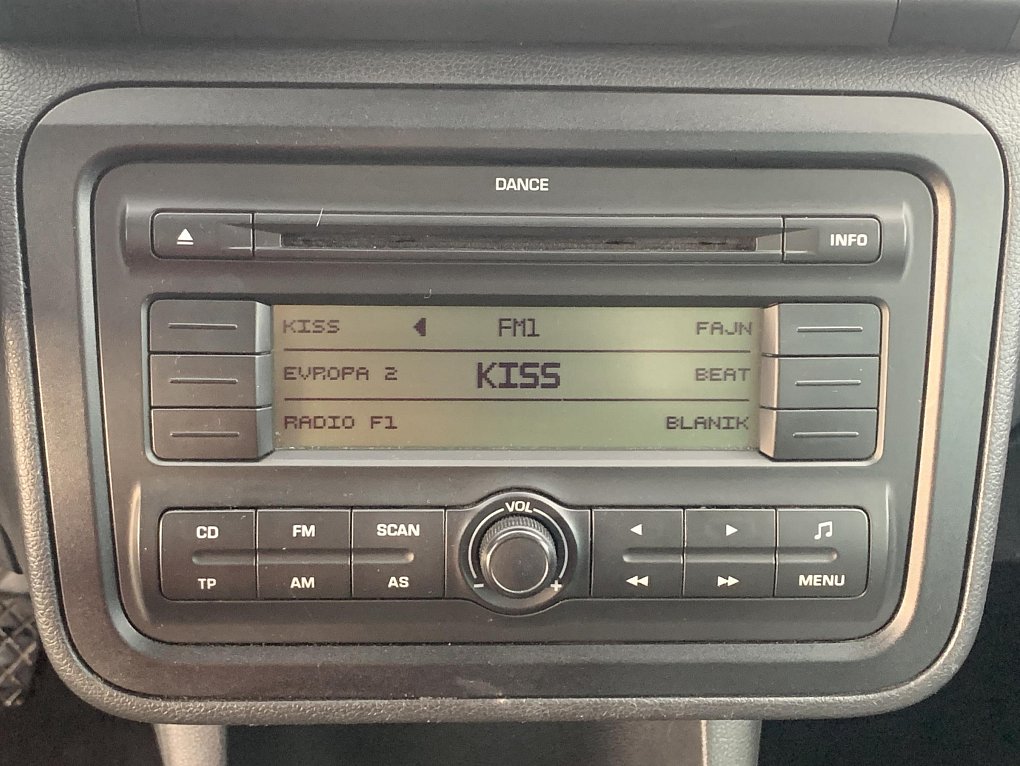 DANCE
INFO
KISS FM1 FAJN
EVROPA 2 KISS BEAT
RADIO F1 BLANIK
VOL
CD FM SCAN
TP AM AS - + MENU